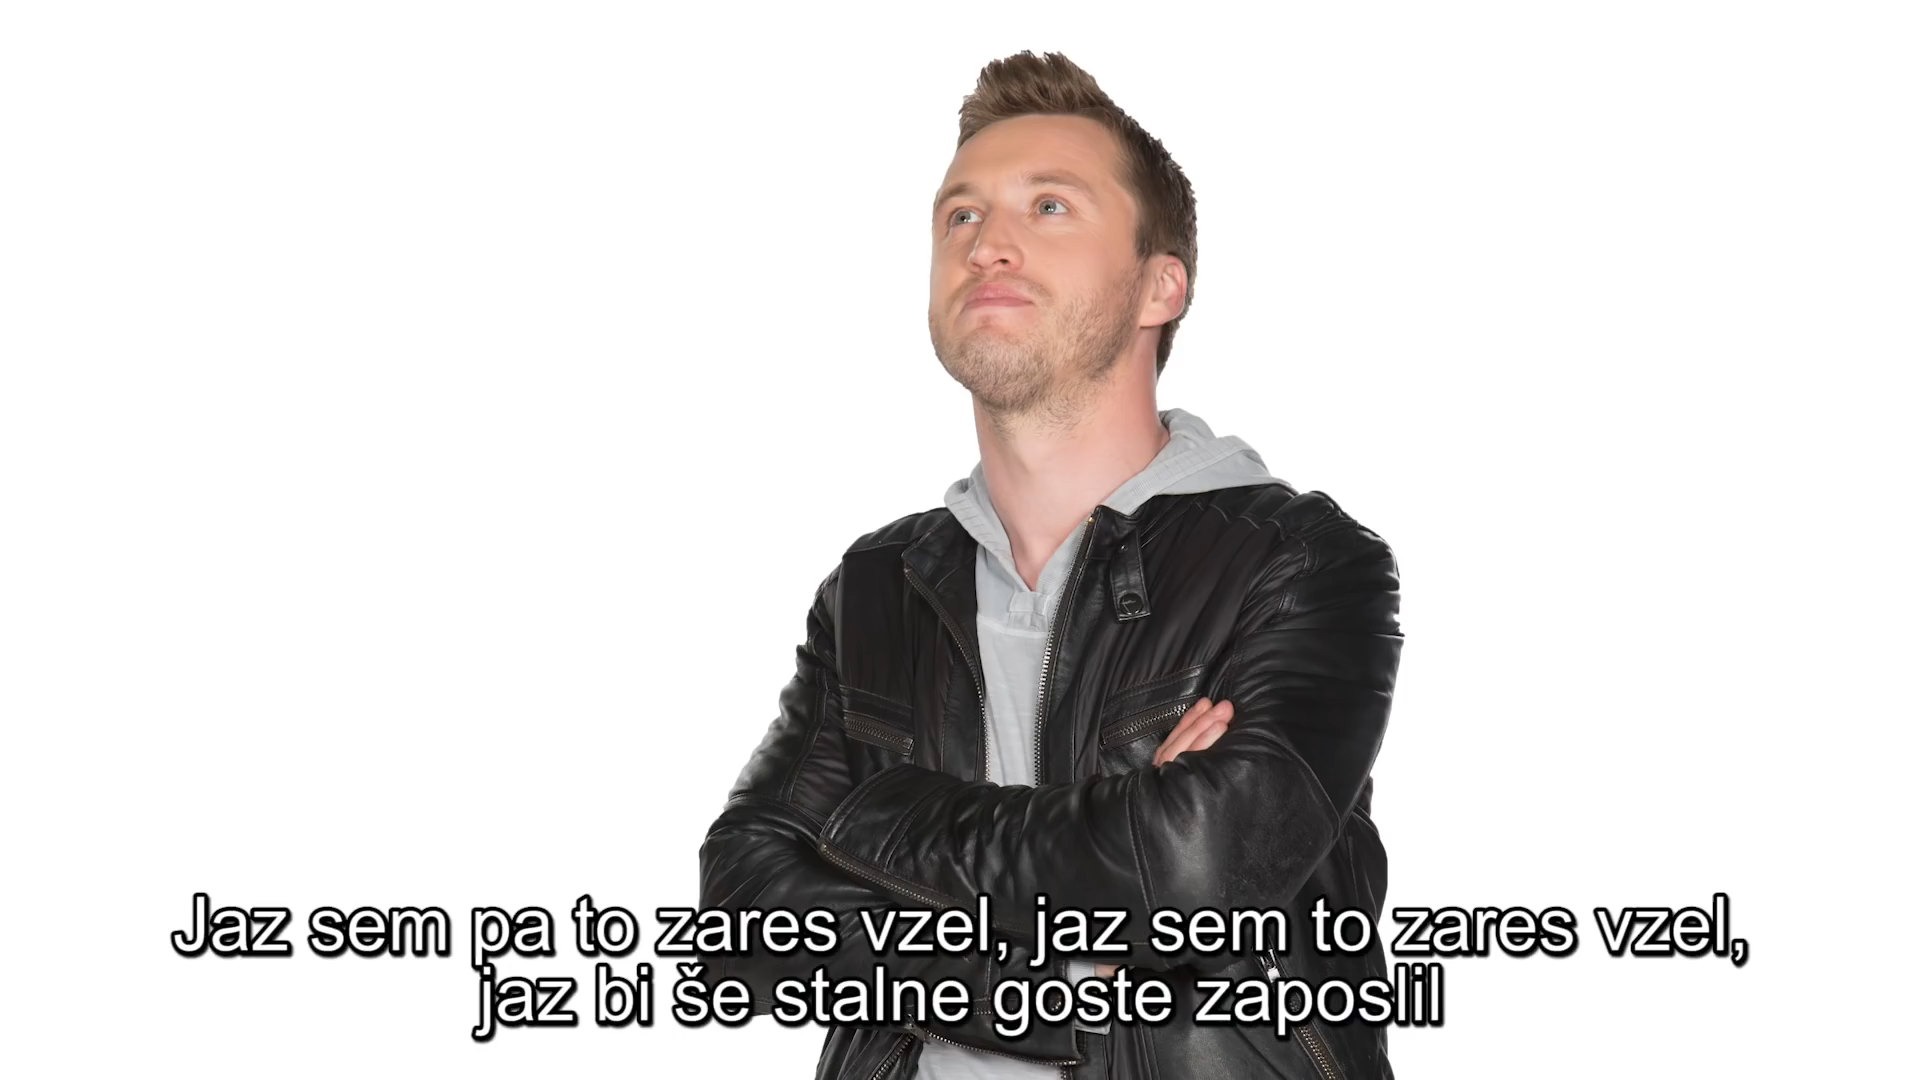 Jaz sem pa to zares vzel, jaz sem to zares vzel,
jaz bi še stalne goste zaposlil